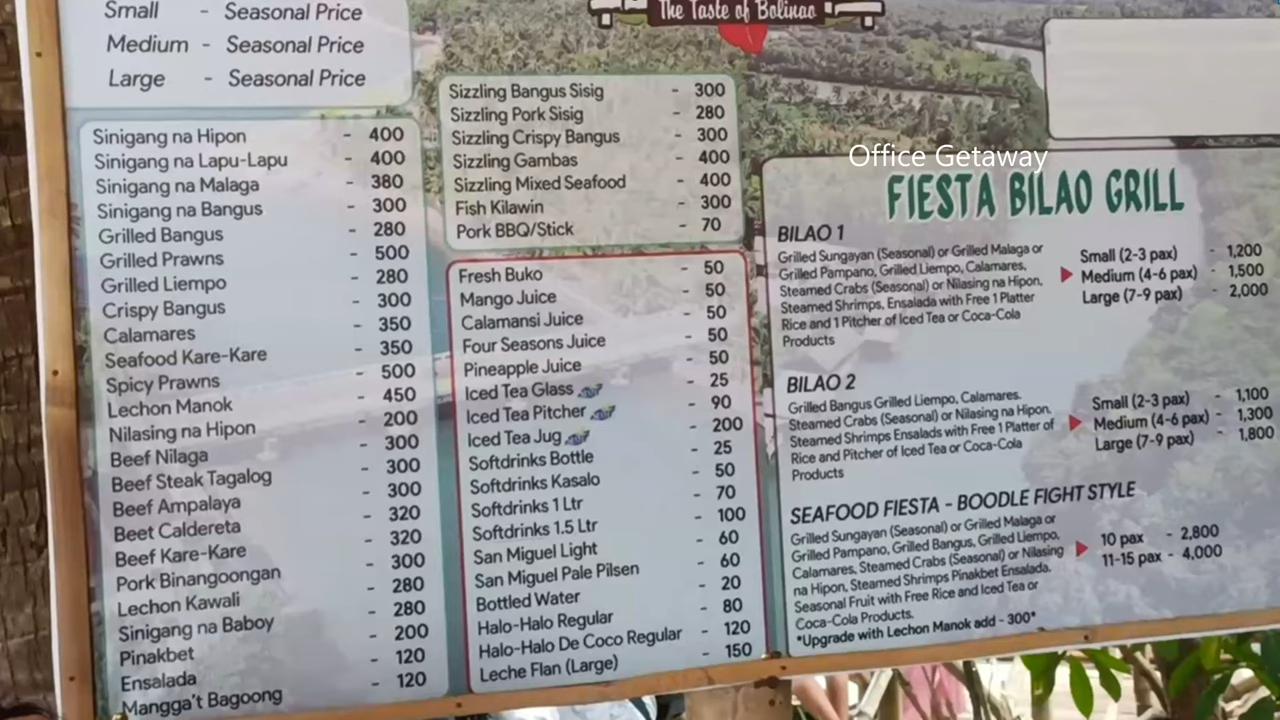 Small - Seasonal Price
Medium - Seasonal Price
Large - Seasonal Price
Sinigang na Hipon - 400
Sinigang na Lapu-Lapu - 400
Sinigang na Malaga - 380
Sinigang na Bangus - 300
Grilled Bangus - 280
Grilled Prawns - 500
Grilled Liempo - 280
Crispy Bangus - 300
Calamares - 350
Seafood Kare-Kare - 350
Spicy Prawns - 500
Lechon Manok - 450
Nilasing na Hipon - 200
Beef Nilaga - 300
Beef Steak Tagalog - 300
Beef Ampalaya - 300
Beet Caldereta - 320
Beef Kare-Kare - 320
Pork Binangoongan - 300
Lechon Kawali - 280
Sinigang na Baboy - 280
Pinakbet - 200
Ensalada - 120
Mangga't Bagoong - 120
The Taste of Bolinao
Sizzling Bangus Sisig - 300
Sizzling Pork Sisig - 280
Sizzling Crispy Bangus - 300
Sizzling Gambas - 400
Sizzling Mixed Seafood - 400
Fish Kilawin - 300
Pork BBQ/Stick - 70
Fresh Buko - 50
Mango Juice - 50
Calamansi Juice - 50
Four Seasons Juice - 50
Pineapple Juice - 50
Iced Tea Glass - 25
Iced Tea Pitcher - 90
Iced Tea Jug - 200
Softdrinks Bottle - 25
Softdrinks Kasalo - 50
Softdrinks 1 Ltr - 70
Softdrinks 1.5 Ltr - 100
San Miguel Light - 60
San Miguel Pale Pilsen - 60
Bottled Water - 20
Halo-Halo Regular - 80
Halo-Halo De Coco Regular - 120
Leche Flan (Large) - 150
Office Getaway
FIESTA BILAO GRILL
BILAO 1
Grilled Sungayan (Seasonal) or Grilled Malaga or
Grilled Pampano, Grilled Liempo, Calamares,
Steamed Crabs (Seasonal) or Nilasing na Hipon,
Steamed Shrimps, Ensalada with Free 1 Platter
Rice and 1 Pitcher of Iced Tea or Coca-Cola
Products
Small (2-3 pax) - 1,200
Medium (4-6 pax) - 1,500
Large (7-9 pax) - 2,000
BILAO 2
Grilled Bangus Grilled Liempo, Calamares.
Steamed Crabs (Seasonal) or Nilasing na Hipon,
Steamed Shrimps Ensalads with Free 1 Platter of
Rice and Pitcher of Iced Tea or Coca-Cola
Products
Small (2-3 pax) - 1,100
Medium (4-6 pax) - 1,300
Large (7-9 pax) - 1,800
SEAFOOD FIESTA - BOODLE FIGHT STYLE
Grilled Sungayan (Seasonal) or Grilled Malaga or
Grilled Pampano, Grilled Bangus, Grilled Liempo,
Calamares, Steamed Crabs (Seasonal) or Nilasing
na Hipon, Steamed Shrimps Pinakbet Ensalada.
Seasonal Fruit with Free Rice and Iced Tea or
Coca-Cola Products.
*Upgrade with Lechon Manok add - 300*
10 pax - 2,800
11-15 pax - 4,000